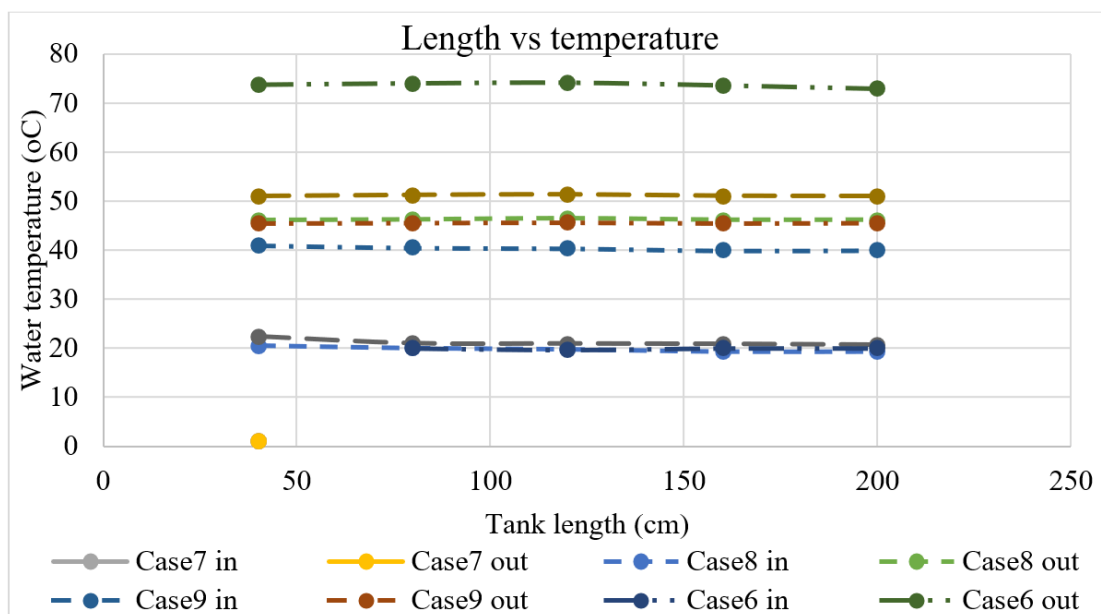 Length vs temperature
Water temperature (oC)
80
70
60
50
40
30
20
10
0
0 50 100 150 200 250
Tank length (cm)
Case7 in Case7 out Case8 in Case8 out
Case9 in Case9 out Case6 in Case6 out